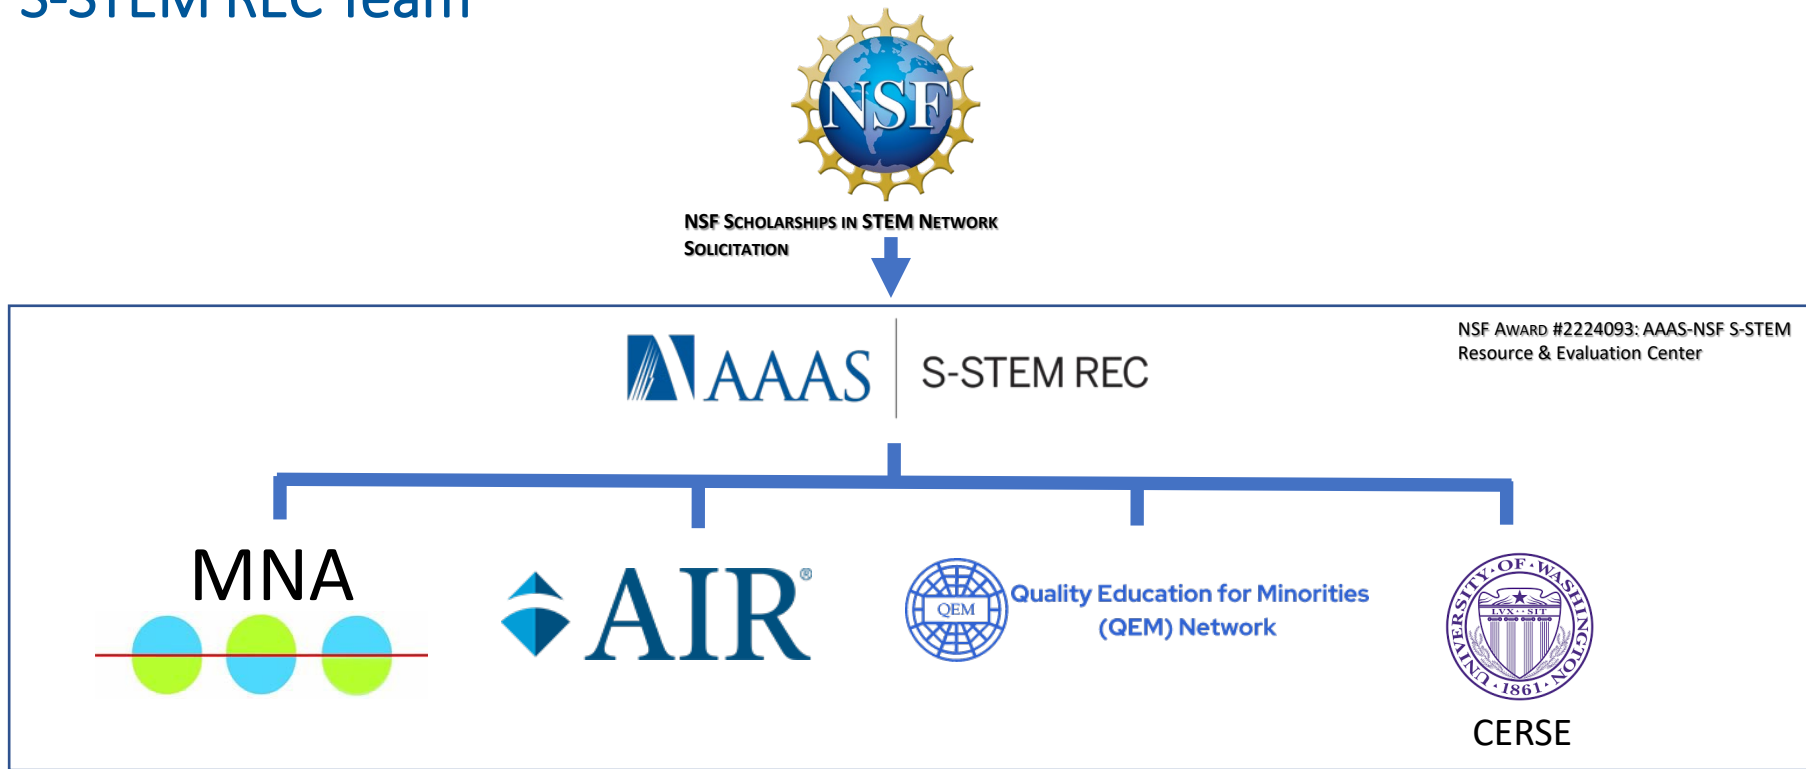 S-STEM REC Team
NSF
NSF SCHOLARSHIPS IN STEM NETWORK
SOLICITATION
NSF AWARD #2224093: AAAS-NSF S-STEM
Resource & Evaluation Center
AAAS
S-STEM REC
MNA
AIR®
QEM
Quality Education for Minorities
(QEM) Network
UNIVERSITY·OF·WASHINGTON
LVX··SIT
·1861·
CERSE